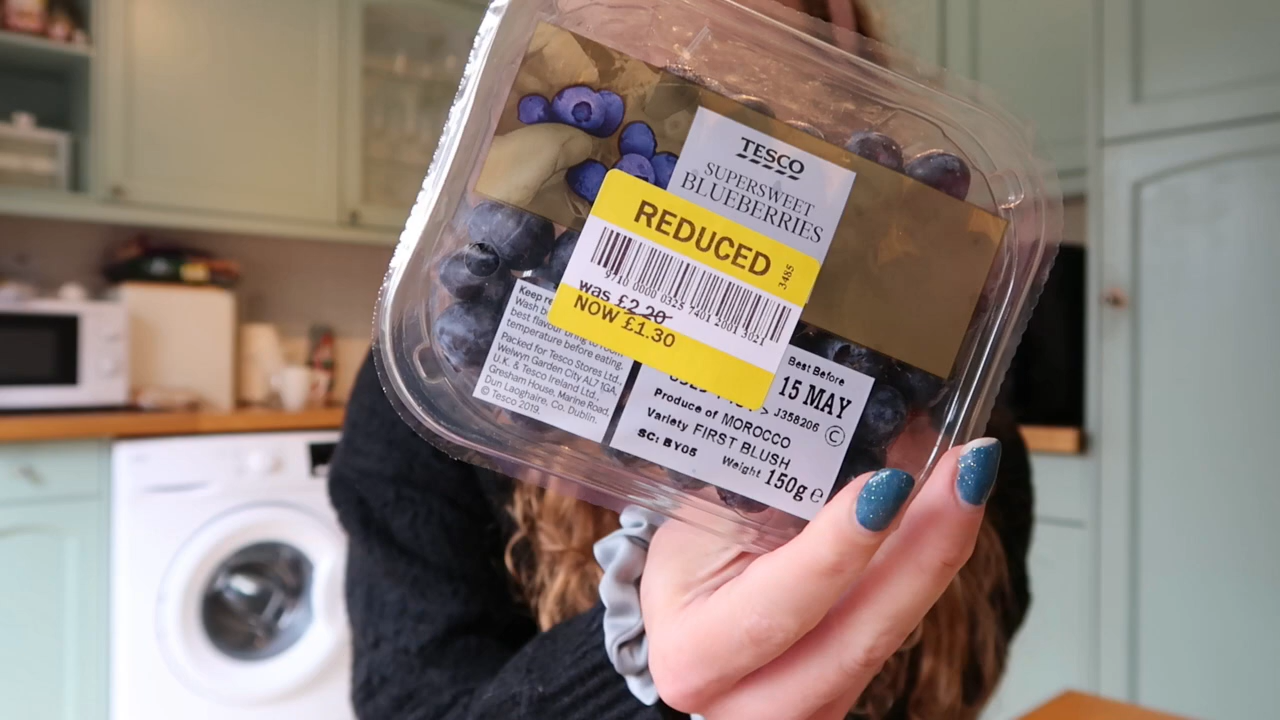 TESCO
SUPERSWEET
BLUEBERRIES
REDUCED
3485
was £2.20
NOW £1.30
Keep
Wash
best flavour bring to room
temperature before eating.
Packed for Tesco Stores Ltd.,
Welwyn Garden City AL7 1GA,
U.K. & Tesco Ireland Ltd.,
Gresham House, Marine Road,
Dun Laoghaire, Co. Dublin.
© Tesco 2019.
Best Before
15 MAY
J358206
Produce of MOROCCO
Variety FIRST BLUSH
SC: BY05
Weight 150g e